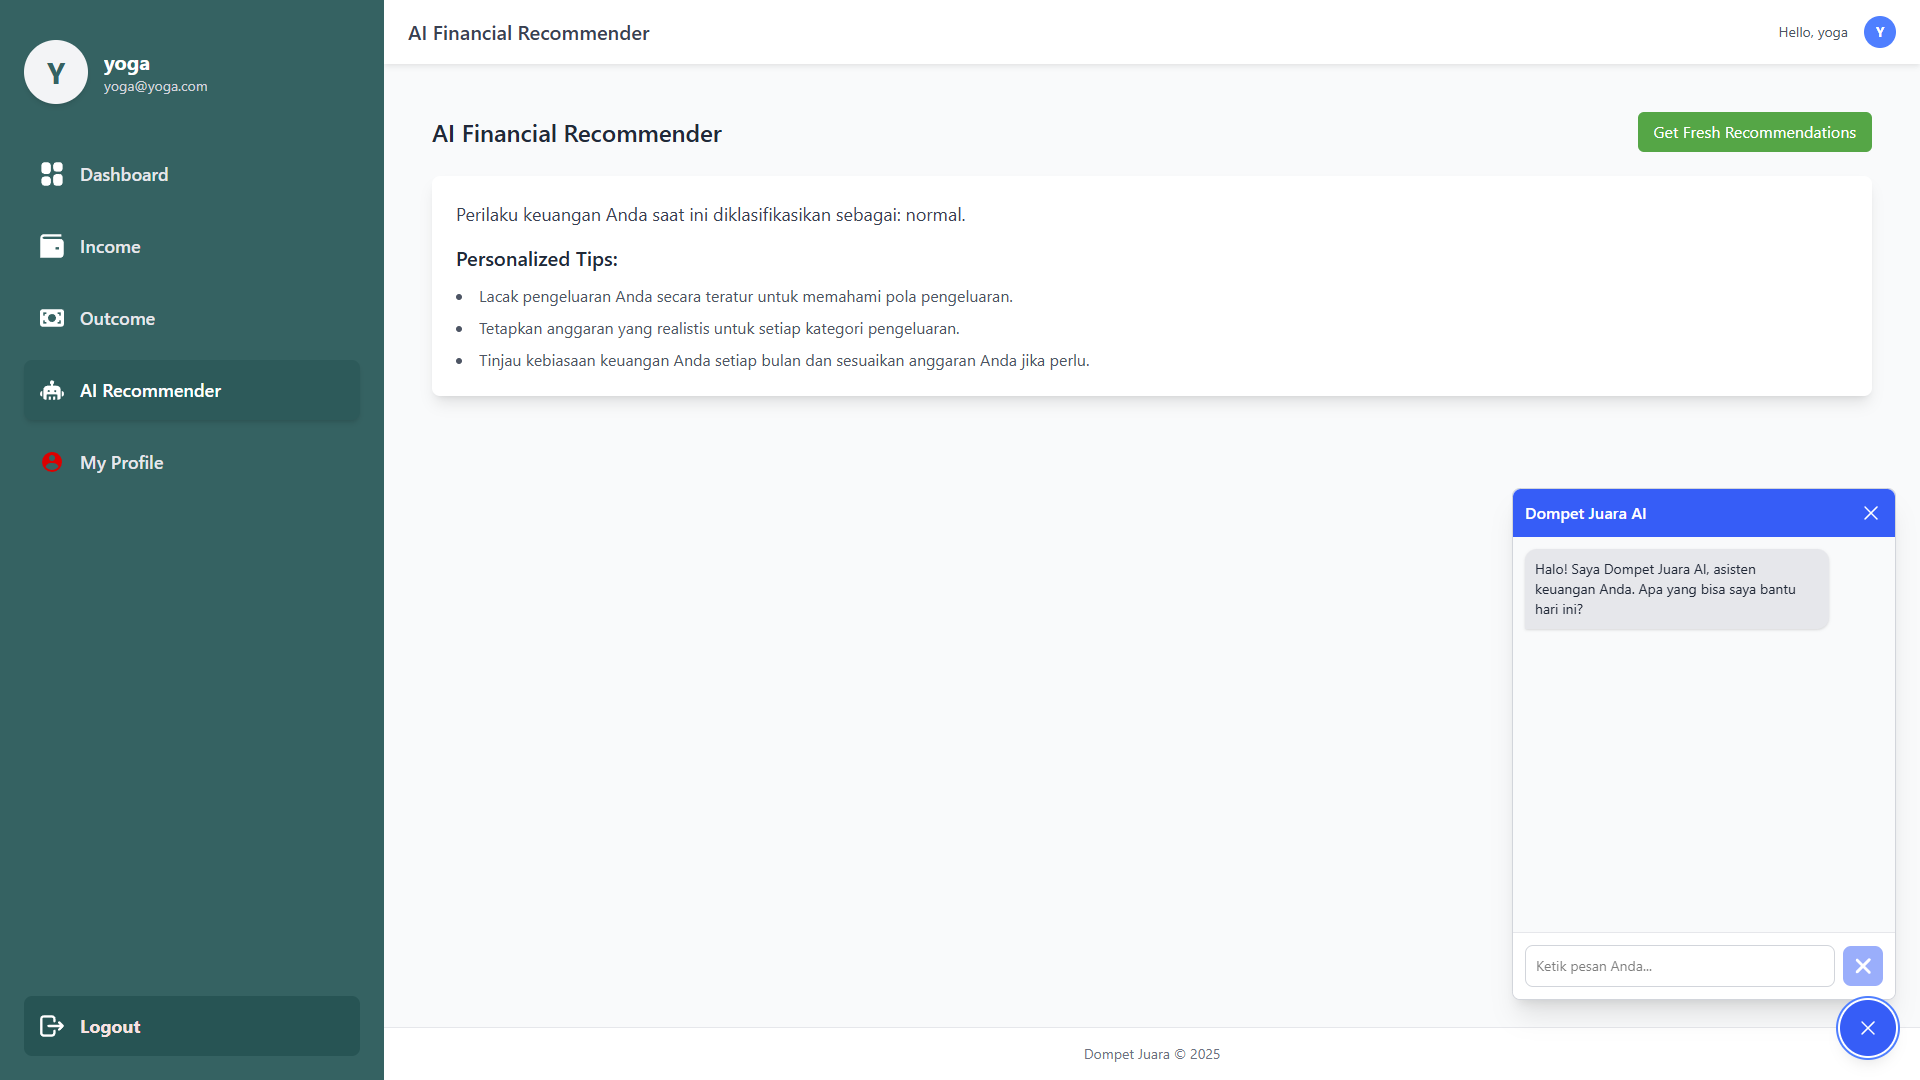 Y
yoga
yoga@yoga.com
Dashboard
Income
Outcome
AI Recommender
My Profile
Logout
AI Financial Recommender
Hello, yoga
Y
AI Financial Recommender
Get Fresh Recommendations
Perilaku keuangan Anda saat ini diklasifikasikan sebagai: normal.
Personalized Tips:
Lacak pengeluaran Anda secara teratur untuk memahami pola pengeluaran.
Tetapkan anggaran yang realistis untuk setiap kategori pengeluaran.
Tinjau kebiasaan keuangan Anda setiap bulan dan sesuaikan anggaran Anda jika perlu.
Dompet Juara AI
Halo! Saya Dompet Juara AI, asisten
keuangan Anda. Apa yang bisa saya bantu
hari ini?
Ketik pesan Anda...
Dompet Juara © 2025